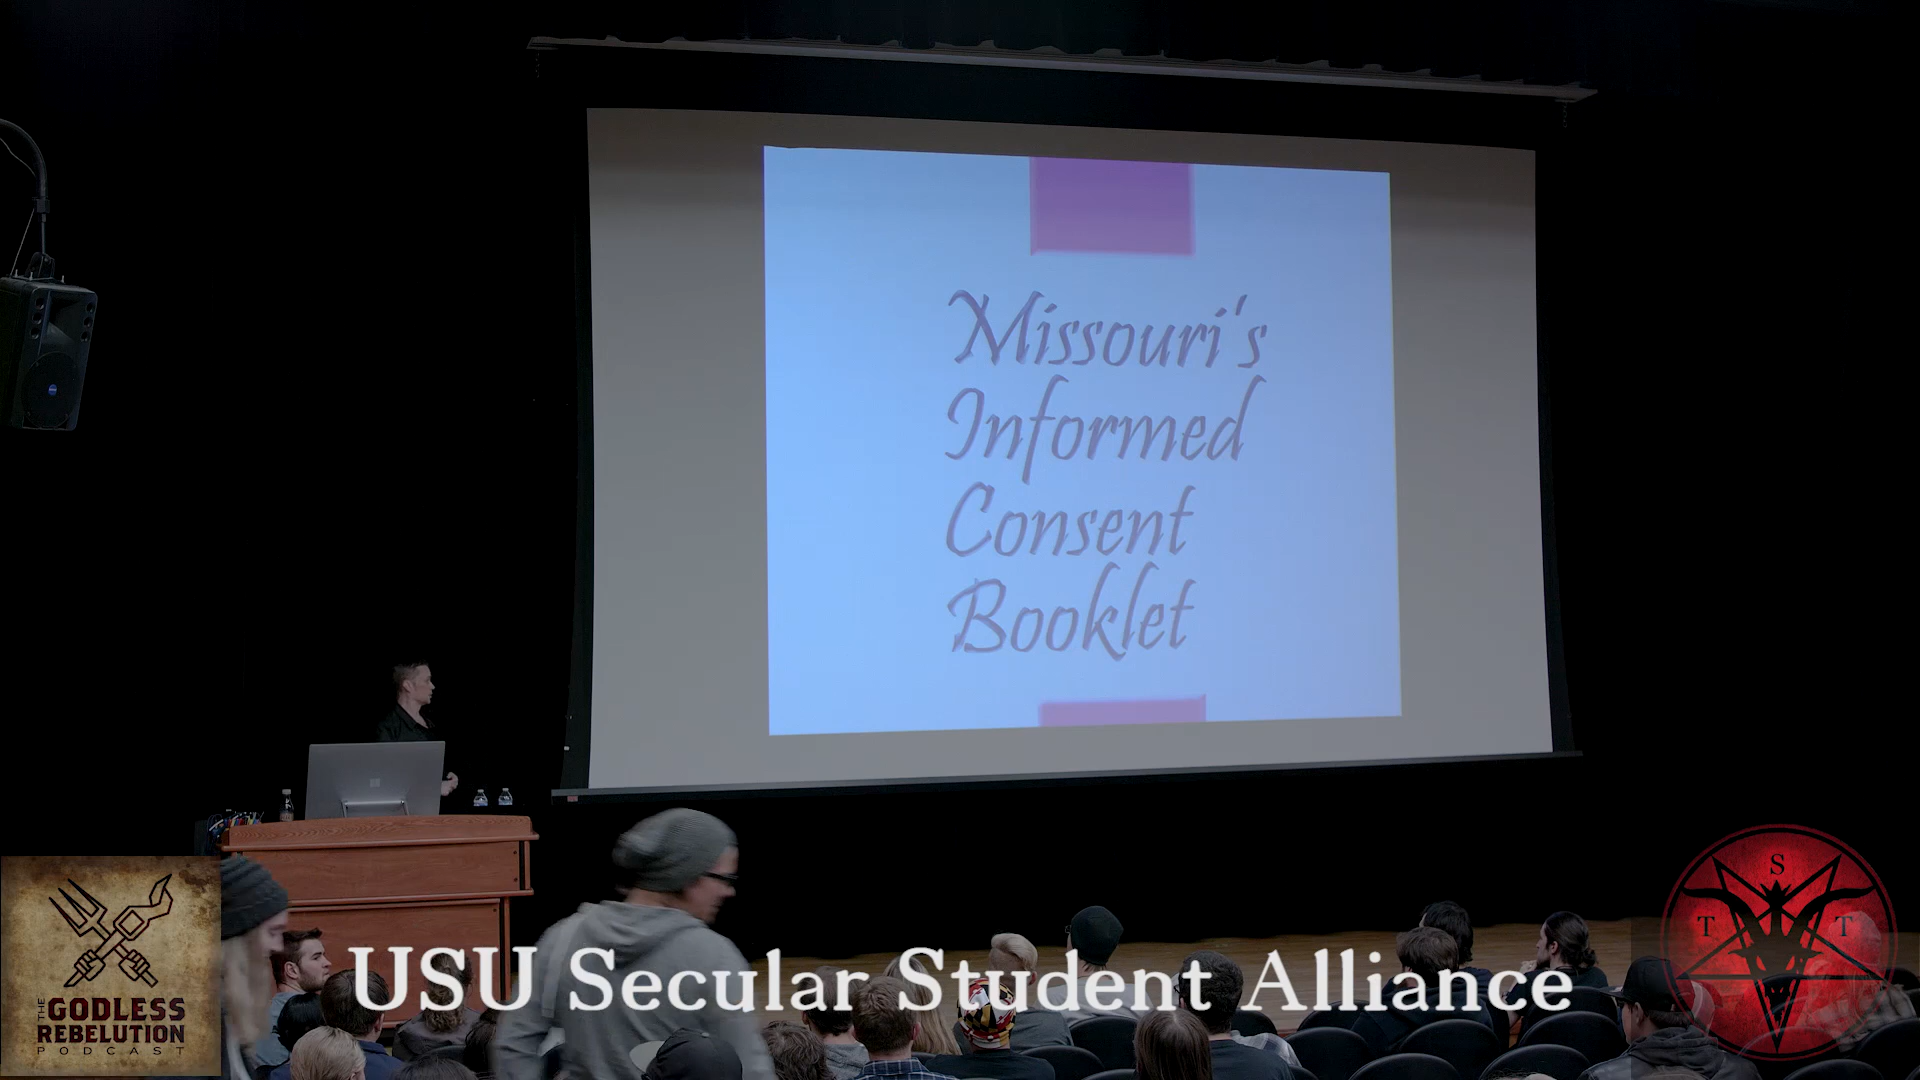 Missouri's
Informed
Consent
Booklet
USU Secular Student Alliance
THE
GODLESS
REBELUTION
PODCAST
S
T T